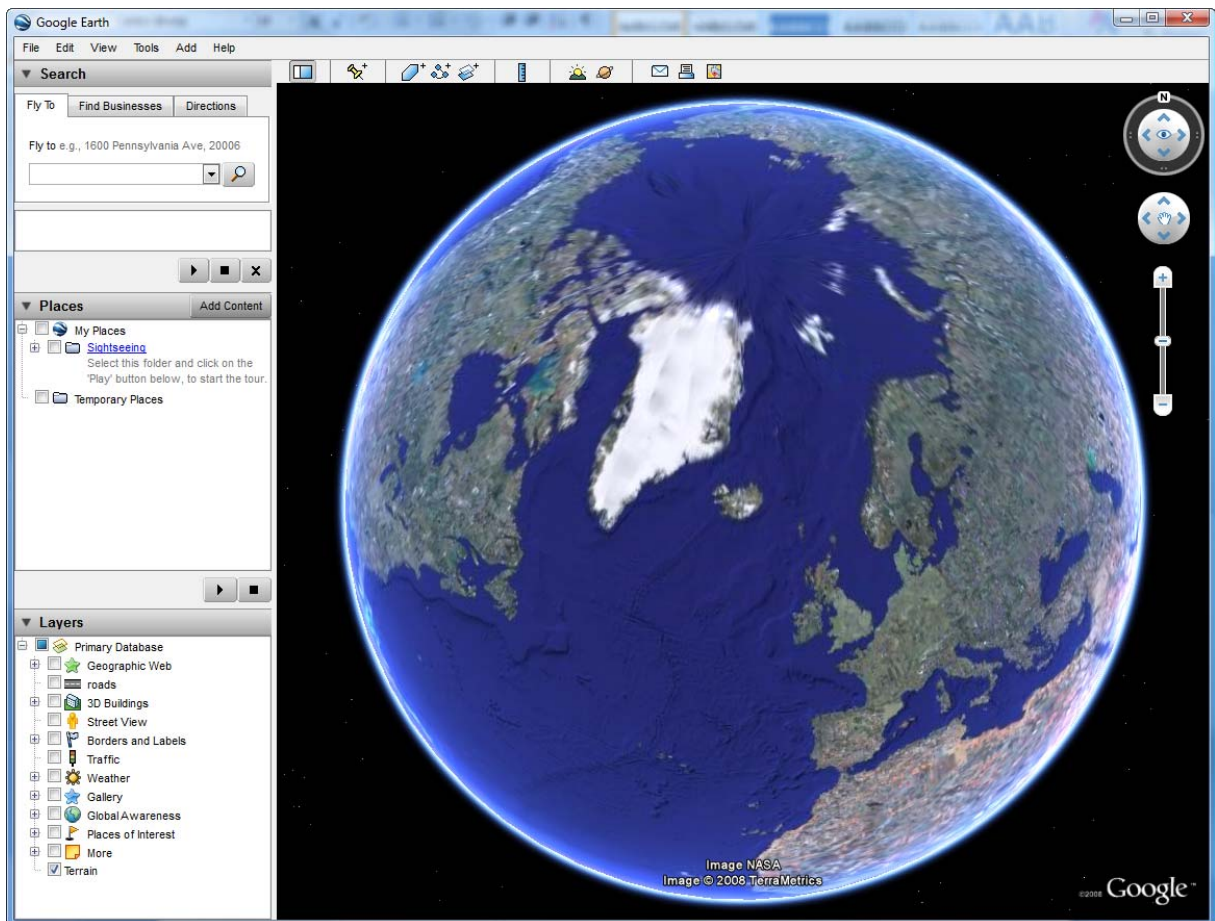 Google Earth
File Edit View Tools Add Help
Search
Fly To Find Businesses Directions
Fly to e.g., 1600 Pennsylvania Ave, 20006
Places Add Content
My Places
Sightseeing
Select this folder and click on the
'Play' button below, to start the tour.
Temporary Places
Layers
Primary Database
Geographic Web
roads
3D Buildings
Street View
Borders and Labels
Traffic
Weather
Gallery
Global Awareness
Places of Interest
More
Terrain
N
Image NASA
Image © 2008 TerraMetrics
©2008 Google™